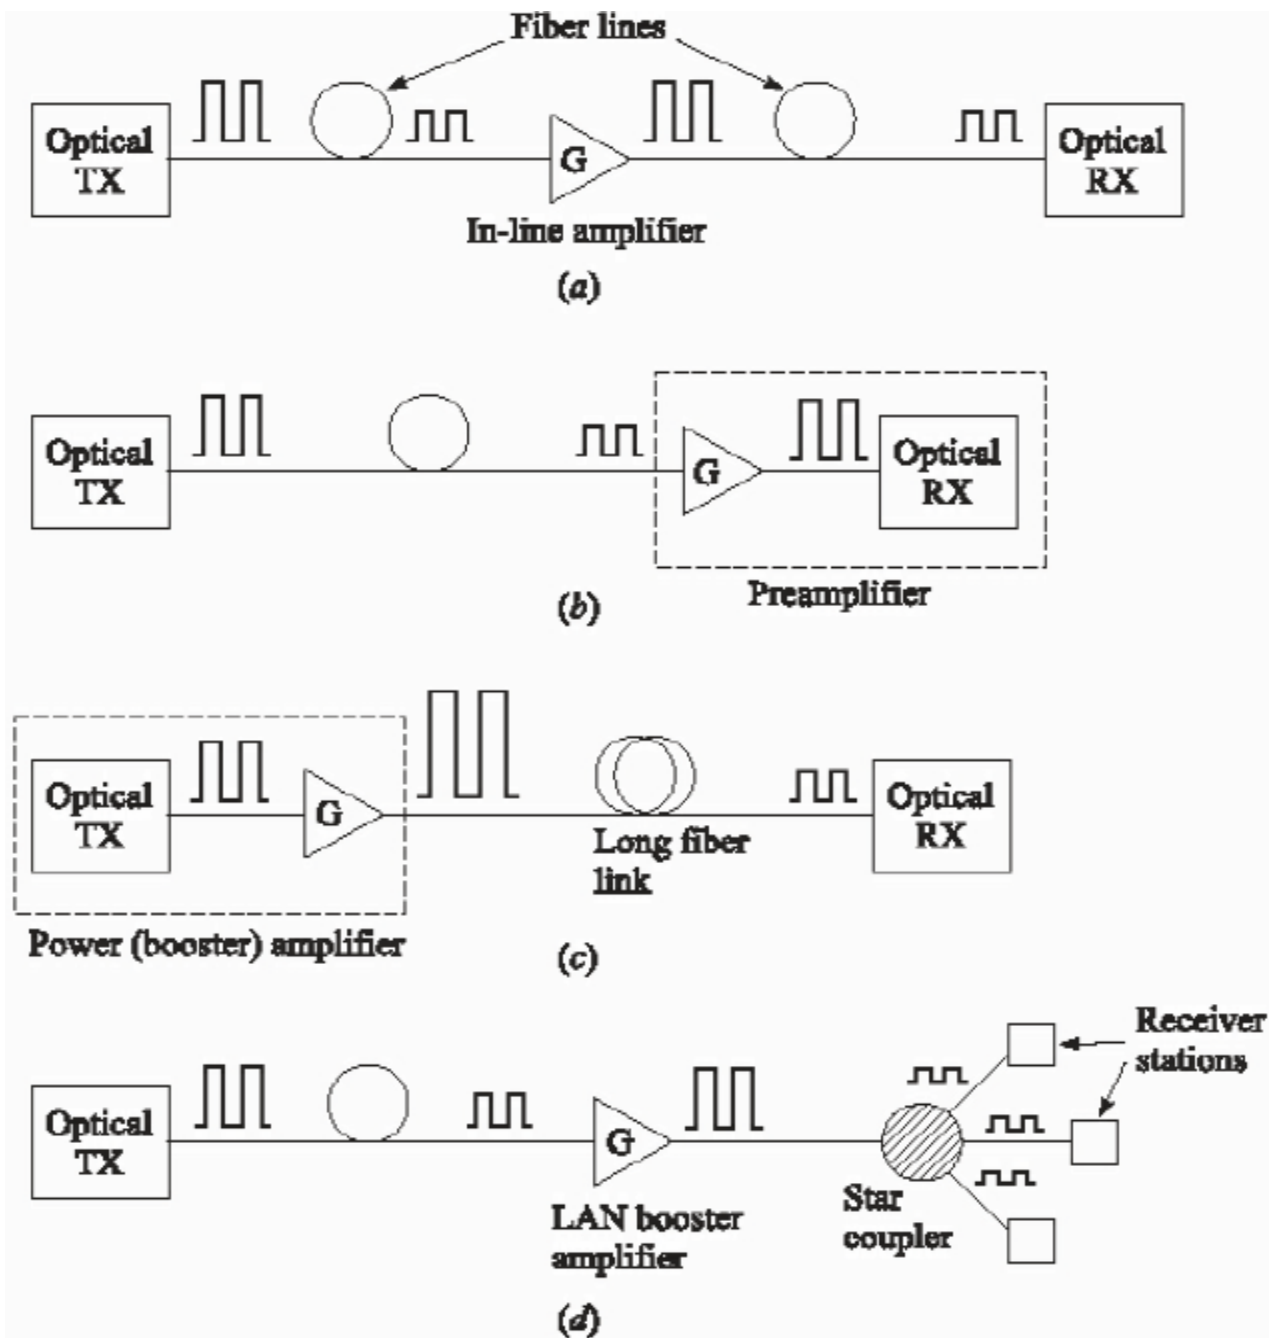 Fiber lines
Optical
TX
G
Optical
RX
In-line amplifier
(a)
Optical
TX
G
Optical
RX
Preamplifier
(b)
Optical
TX
G
Long fiber
link
Optical
RX
Power (booster) amplifier
(c)
Receiver
stations
Optical
TX
G
LAN booster
amplifier
Star
coupler
(d)